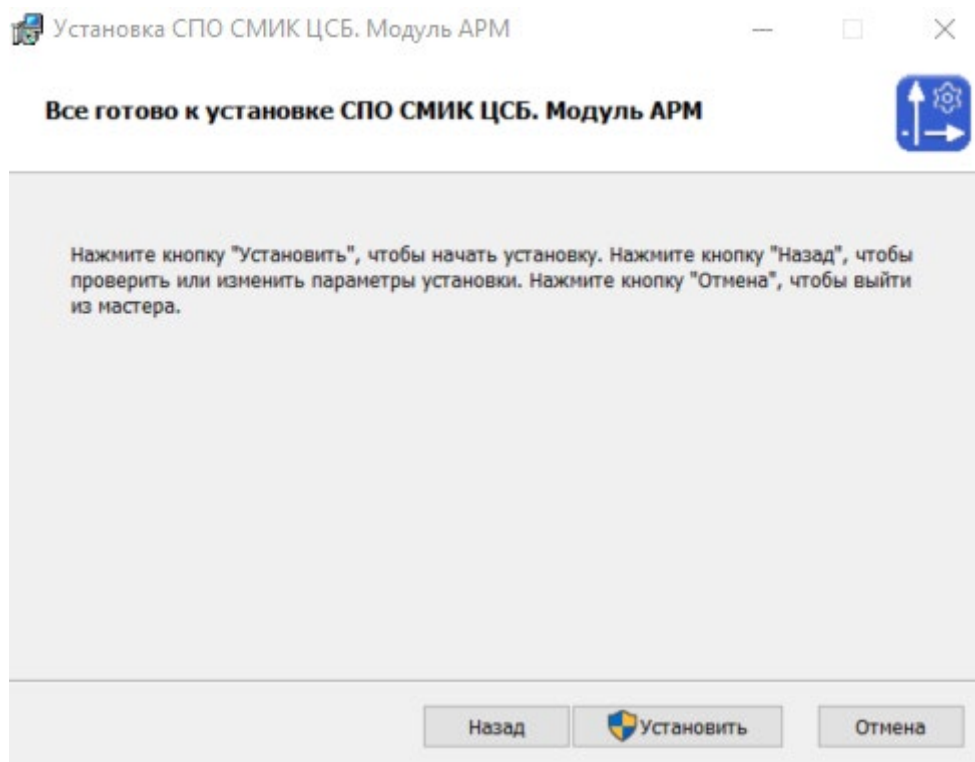 Установка СПО СМИК ЦСБ. Модуль АРМ
Все готово к установке СПО СМИК ЦСБ. Модуль АРМ
Нажмите кнопку "Установить", чтобы начать установку. Нажмите кнопку "Назад", чтобы
проверить или изменить параметры установки. Нажмите кнопку "Отмена", чтобы выйти
из мастера.
Назад
Установить
Отмена